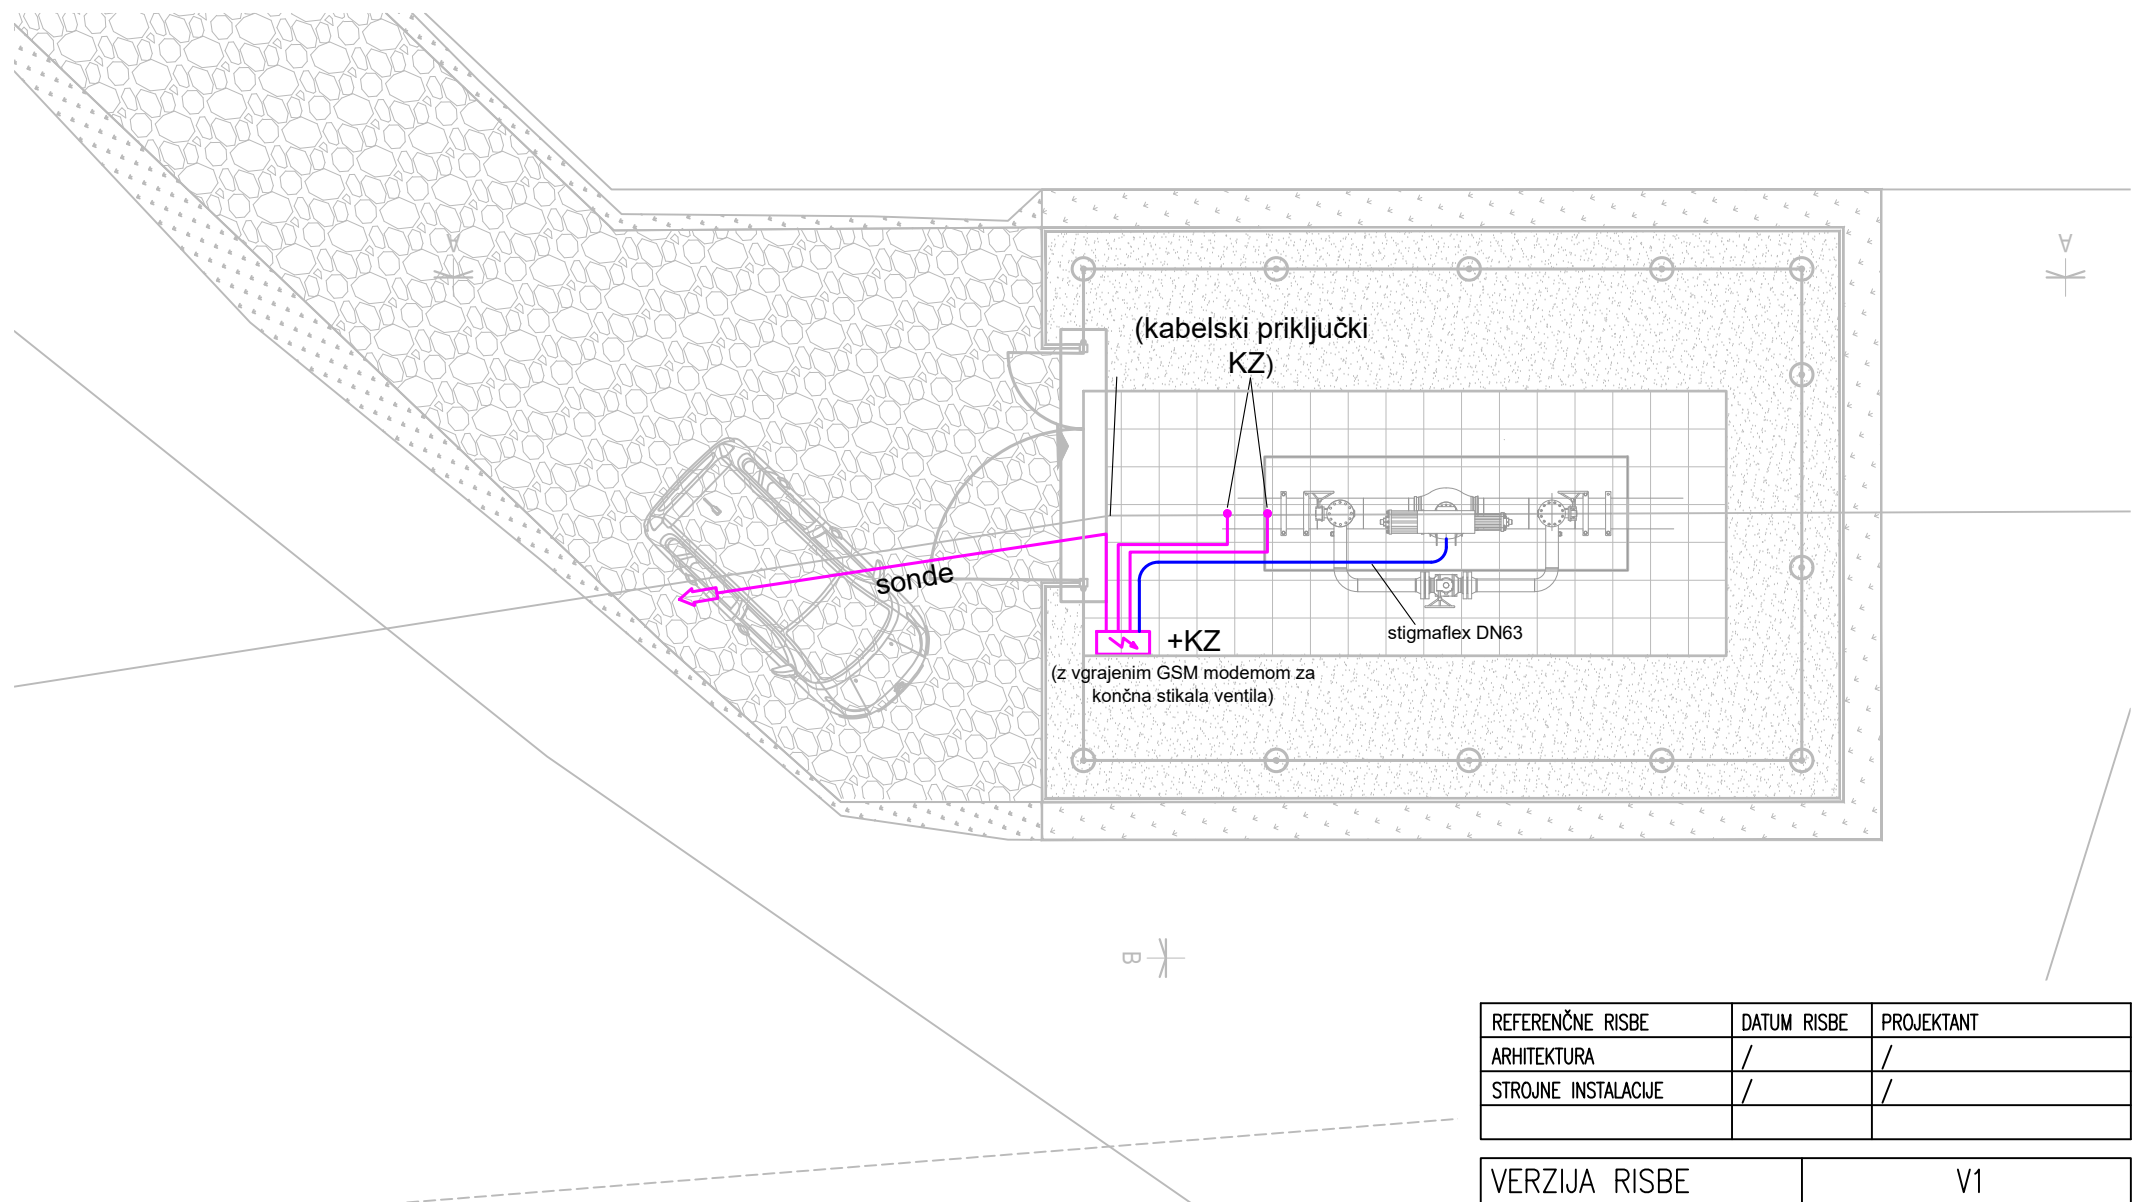 A
A
(kabelski priključki
KZ)
sonde
+KZ
stigmaflex DN63
(z vgrajenim GSM modemom za
končna stikala ventila)
B
REFERENČNE RISBE DATUM RISBE PROJEKTANT
ARHITEKTURA / /
STROJNE INSTALACIJE / /
VERZIJA RISBE V1